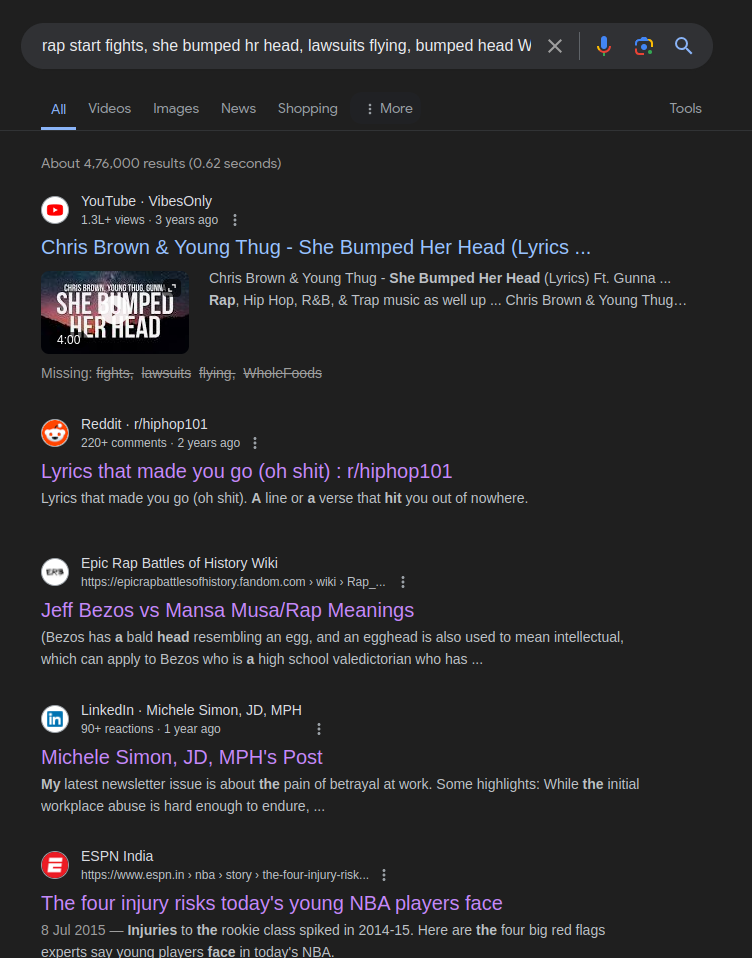 rap start fights, she bumped hr head, lawsuits flying, bumped head W
All Videos Images News Shopping More Tools
About 4,76,000 results (0.62 seconds)
YouTube · VibesOnly
1.3L+ views · 3 years ago
Chris Brown & Young Thug - She Bumped Her Head (Lyrics ...
CHRIS BROWN, YOUNG THUG, GUNNA
SHE BUMPED
HER HEAD
4:00
Chris Brown & Young Thug - She Bumped Her Head (Lyrics) Ft. Gunna ...
Rap, Hip Hop, R&B, & Trap music as well up ... Chris Brown & Young Thug…
Missing: fights, lawsuits flying, WholeFoods
Reddit · r/hiphop101
220+ comments · 2 years ago
Lyrics that made you go (oh shit) : r/hiphop101
Lyrics that made you go (oh shit). A line or a verse that hit you out of nowhere.
ERB
Epic Rap Battles of History Wiki
https://epicrapbattlesofhistory.fandom.com › wiki › Rap_...
Jeff Bezos vs Mansa Musa/Rap Meanings
(Bezos has a bald head resembling an egg, and an egghead is also used to mean intellectual,
which can apply to Bezos who is a high school valedictorian who has ...
in
LinkedIn · Michele Simon, JD, MPH
90+ reactions · 1 year ago
Michele Simon, JD, MPH's Post
My latest newsletter issue is about the pain of betrayal at work. Some highlights: While the initial
workplace abuse is hard enough to endure, ...
E
ESPN India
https://www.espn.in › nba › story › the-four-injury-risk...
The four injury risks today's young NBA players face
8 Jul 2015 — Injuries to the rookie class spiked in 2014-15. Here are the four big red flags
experts say young players face in today's NBA.